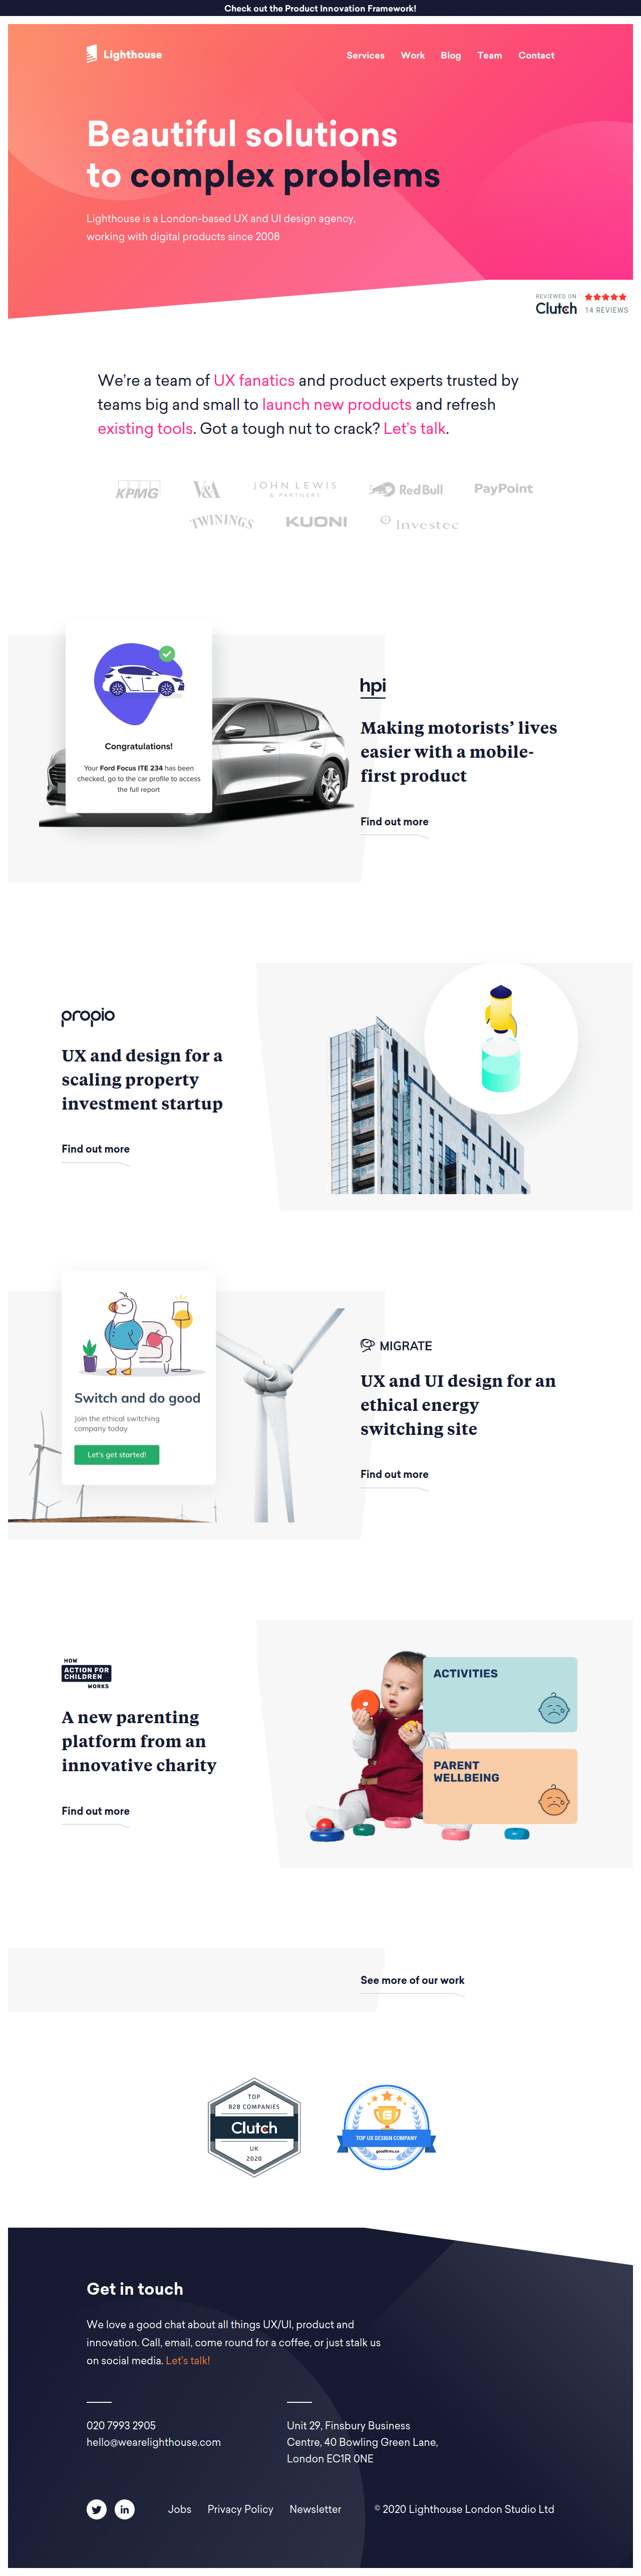 Check out the Product Innovation Framework!
Lighthouse
Services Work Blog Team Contact
Beautiful solutions
to complex problems
Lighthouse is a London-based UX and UI design agency,
working with digital products since 2008
REVIEWED ON
Clutch
14 REVIEWS
We're a team of UX fanatics and product experts trusted by
teams big and small to launch new products and refresh
existing tools. Got a tough nut to crack? Let's talk.
KPMG
V&A
JOHN LEWIS
& PARTNERS
RedBull
PayPoint
TWININGS
KUONI
Investec
Congratulations!
Your Ford Focus ITE 234 has been
checked, go to the car profile to access
the full report
hpi
Making motorists' lives
easier with a mobile-
first product
Find out more
propio
UX and design for a
scaling property
investment startup
Find out more
Switch and do good
Join the ethical switching
company today
Let's get started!
MIGRATE
UX and UI design for an
ethical energy
switching site
Find out more
HOW
ACTION FOR
CHILDREN
WORKS
A new parenting
platform from an
innovative charity
Find out more
ACTIVITIES
PARENT
WELLBEING
See more of our work
TOP
B2B COMPANIES
Clutch
UK
2020
TOP UX DESIGN COMPANY
goodfirms.co
Get in touch
We love a good chat about all things UX/UI, product and
innovation. Call, email, come round for a coffee, or just stalk us
on social media. Let's talk!
020 7993 2905
hello@wearelighthouse.com
Unit 29, Finsbury Business
Centre, 40 Bowling Green Lane,
London EC1R 0NE
in
Jobs Privacy Policy Newsletter
© 2020 Lighthouse London Studio Ltd